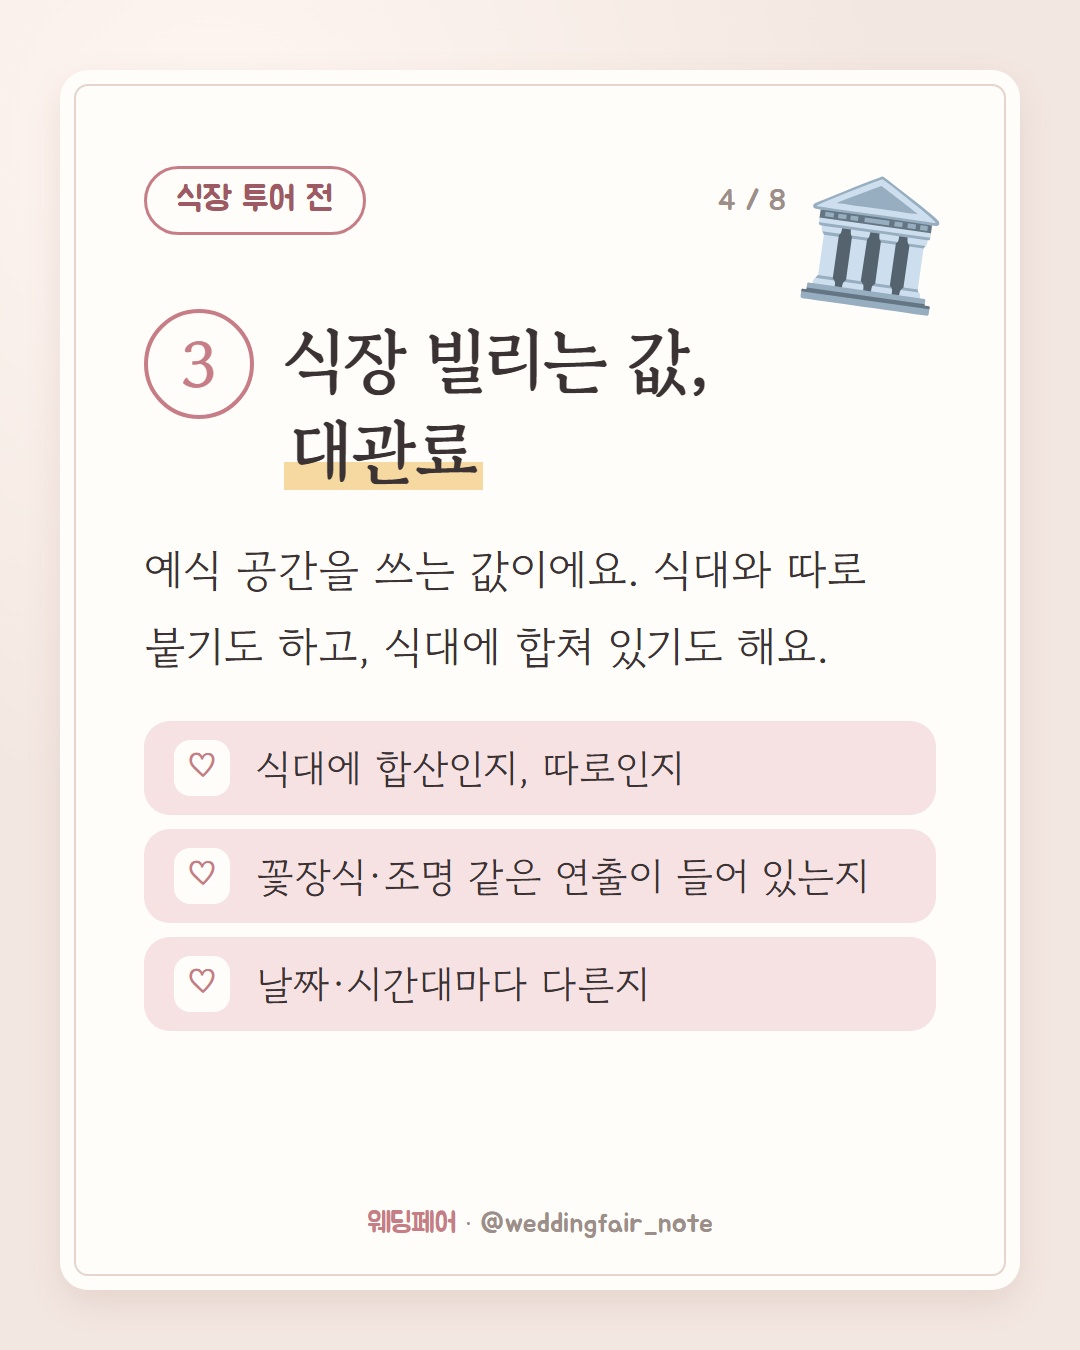 식장 투어 전
4 / 8
3
식장 빌리는 값,
대관료
예식 공간을 쓰는 값이에요. 식대와 따로
붙기도 하고, 식대에 합쳐 있기도 해요.
♡ 식대에 합산인지, 따로인지
♡ 꽃장식·조명 같은 연출이 들어 있는지
♡ 날짜·시간대마다 다른지
웨딩페어 · @weddingfair_note